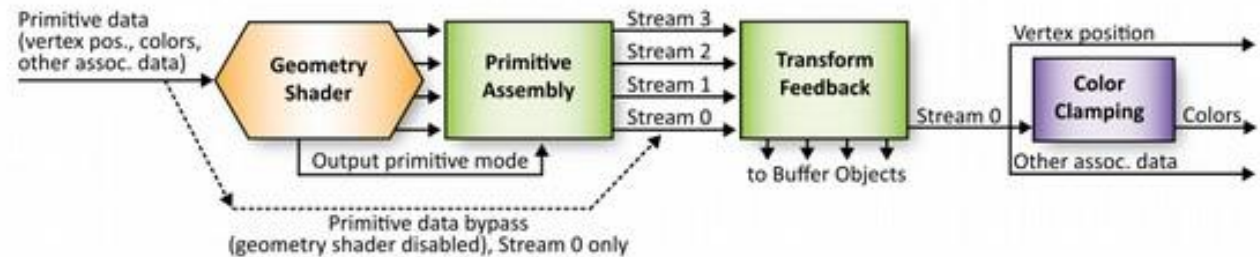 Primitive data
(vertex pos., colors,
other assoc. data)
Geometry
Shader
Output primitive mode
Primitive data bypass
(geometry shader disabled), Stream 0 only
Primitive
Assembly
Stream 3
Stream 2
Stream 1
Stream 0
Transform
Feedback
to Buffer Objects
Stream 0
Vertex position
Color
Clamping
Colors
Other assoc. data